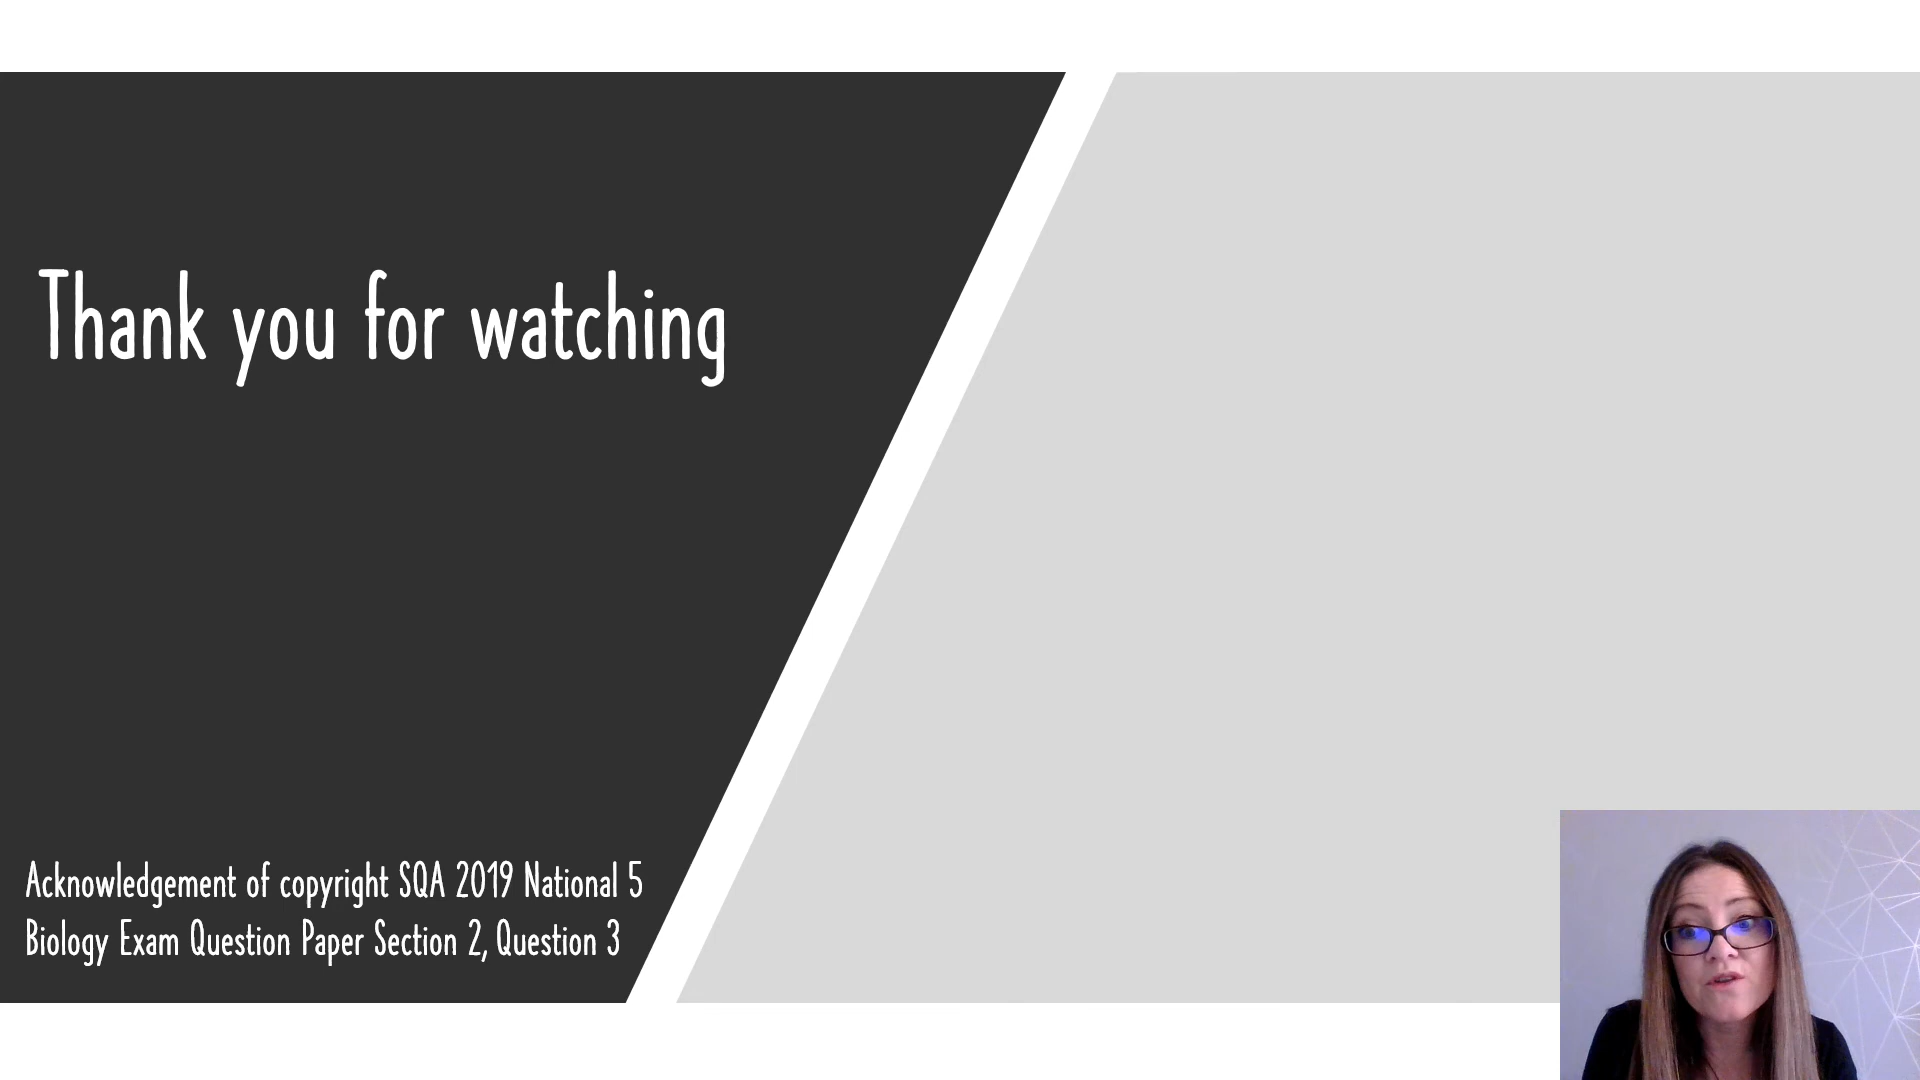 Thank you for watching
Acknowledgement of copyright SQA 2019 National 5
Biology Exam Question Paper Section 2, Question 3